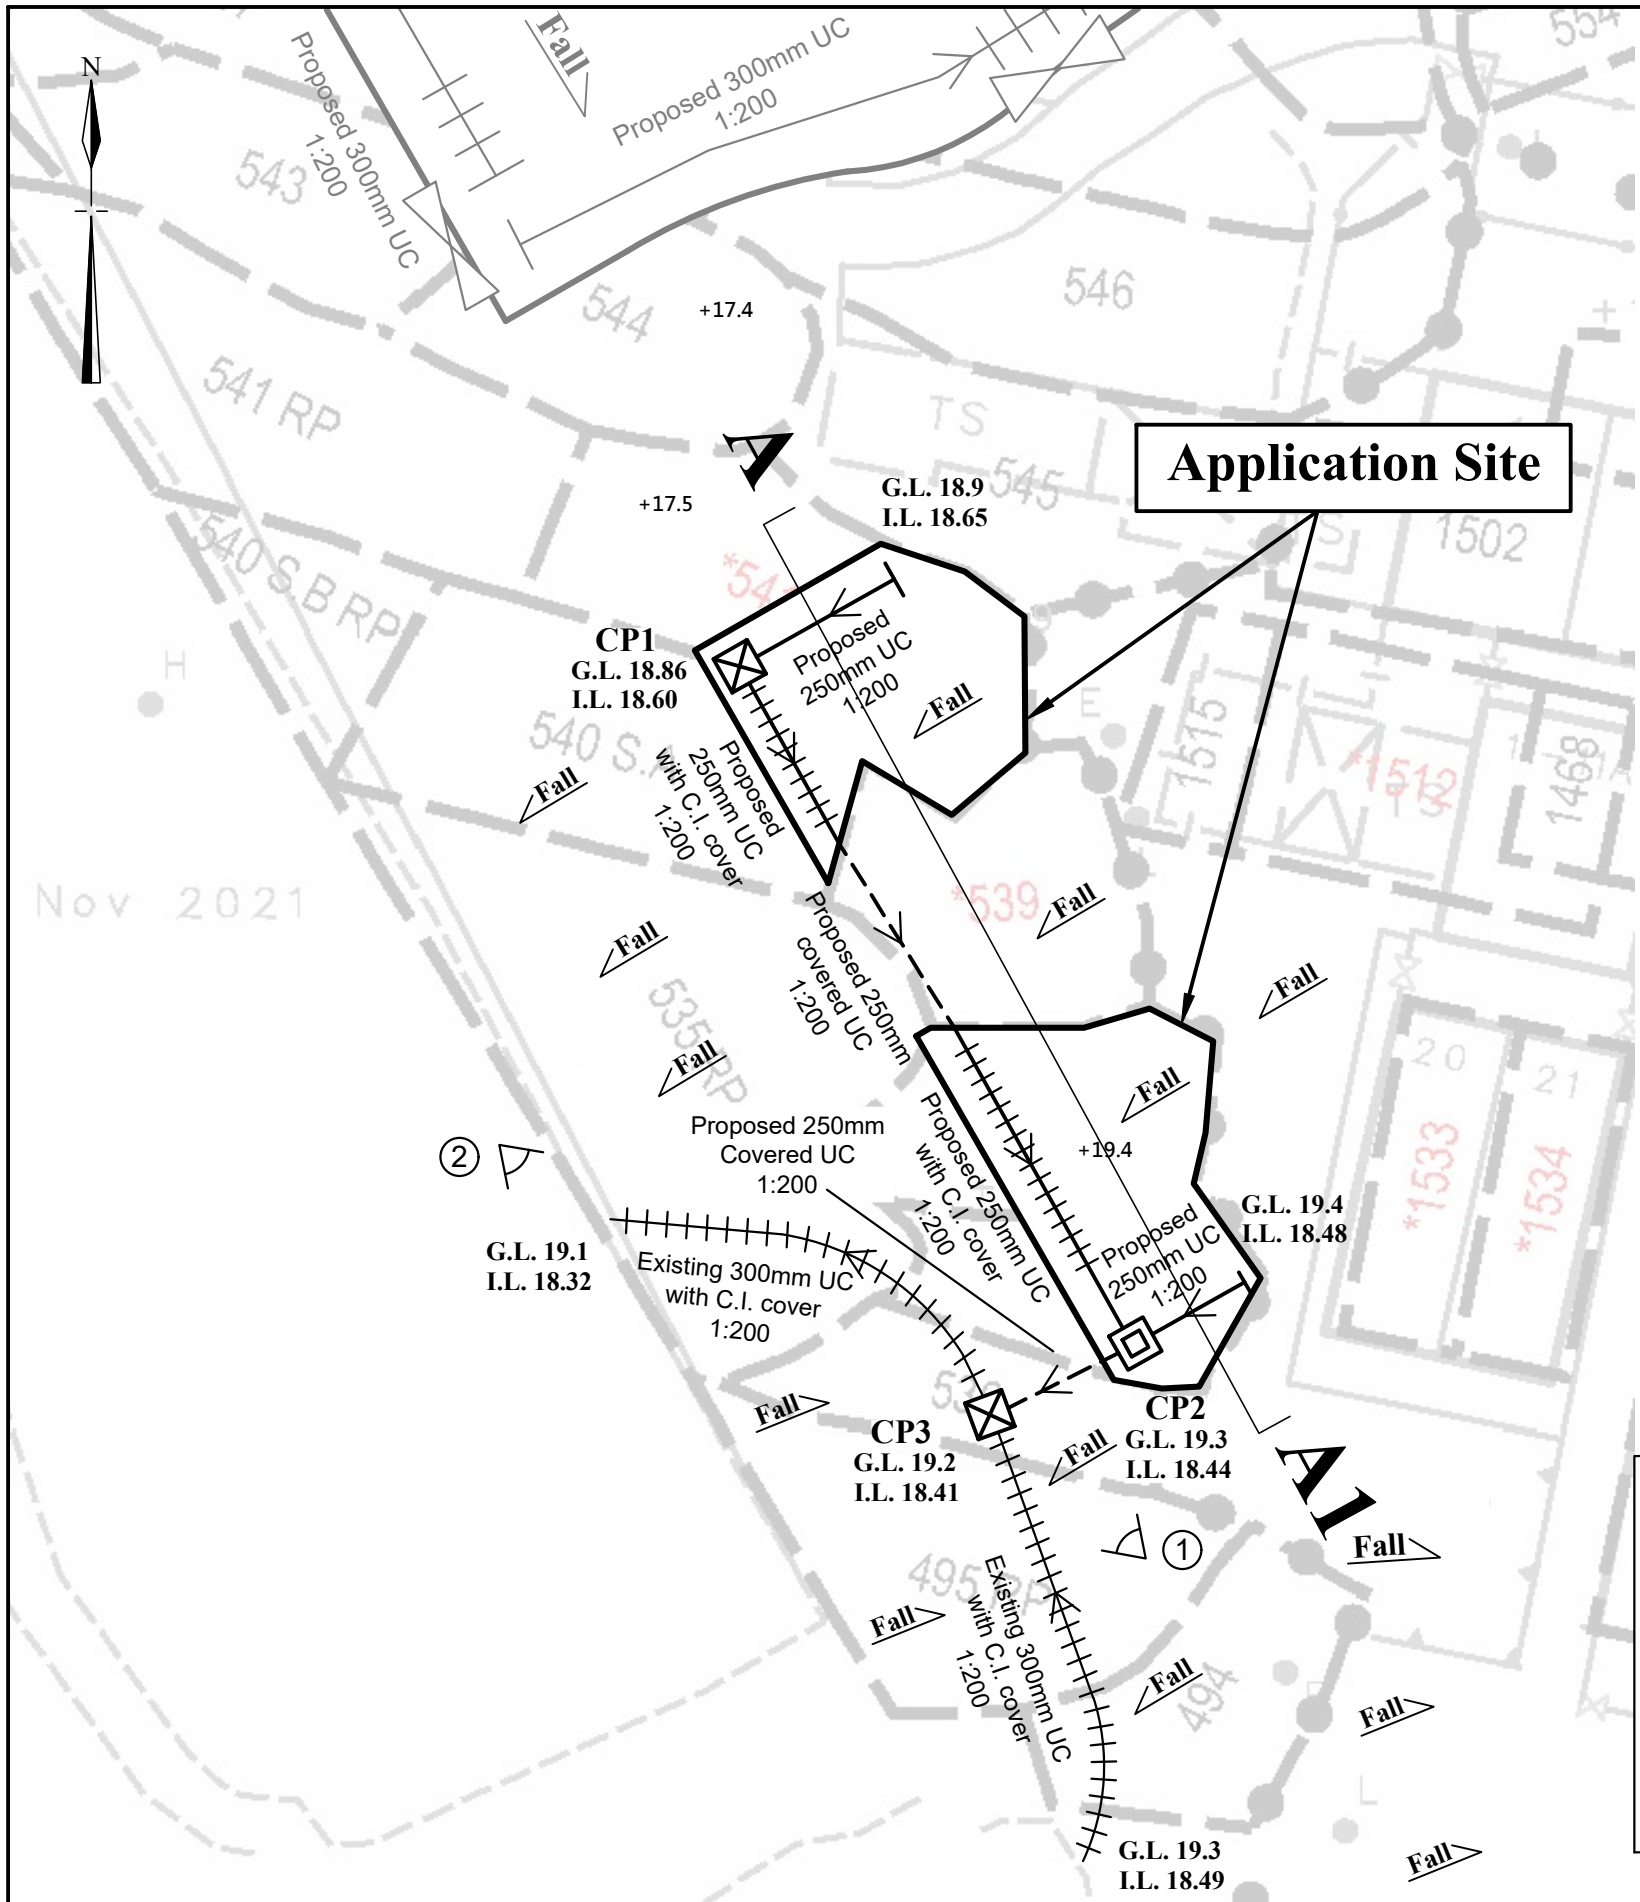 Fall
554
N
Proposed 300mm UC
1:200
Proposed 300mm UC
1:200
543
544
+17.4
546
541 RP
TS
545
Application Site
1502
A
+17.5
G.L. 18.9
I.L. 18.65
540 S.B RP
CP1
G.L. 18.86
I.L. 18.60
Proposed
250mm UC
1:200
Fall
H
E
540 S.
1515
*1512
1468
Proposed
250mm UC
with C.I. cover
1:200
Fall
Nov 2021
*539
Fall
Fall
Fall
Proposed 250mm
covered UC
1:200
535 RP
Fall
20
21
Fall
*1533
*1534
Proposed 250mm
Covered UC
1:200
Proposed 250mm UC
with C.I. cover
1:200
+19.4
2
G.L. 19.4
I.L. 18.48
Proposed
250mm UC
1:200
G.L. 19.1
I.L. 18.32
Existing 300mm UC
with C.I. cover
1:200
Fall
CP3
G.L. 19.2
I.L. 18.41
CP2
G.L. 19.3
I.L. 18.44
Fall
A1
Fall
1
495 RP
Existing 300mm UC
with C.I. cover
1:200
Fall
Fall
494
Fall
L
G.L. 19.3
I.L. 18.49
Fall